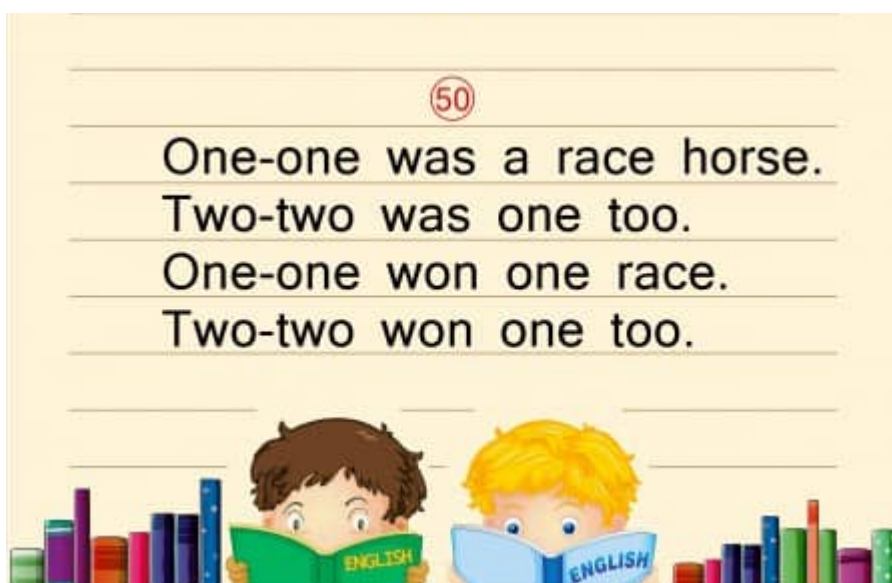 50
One-one was a race horse.
Two-two was one too.
One-one won one race.
Two-two won one too.
ENGLISH
ENGLISH